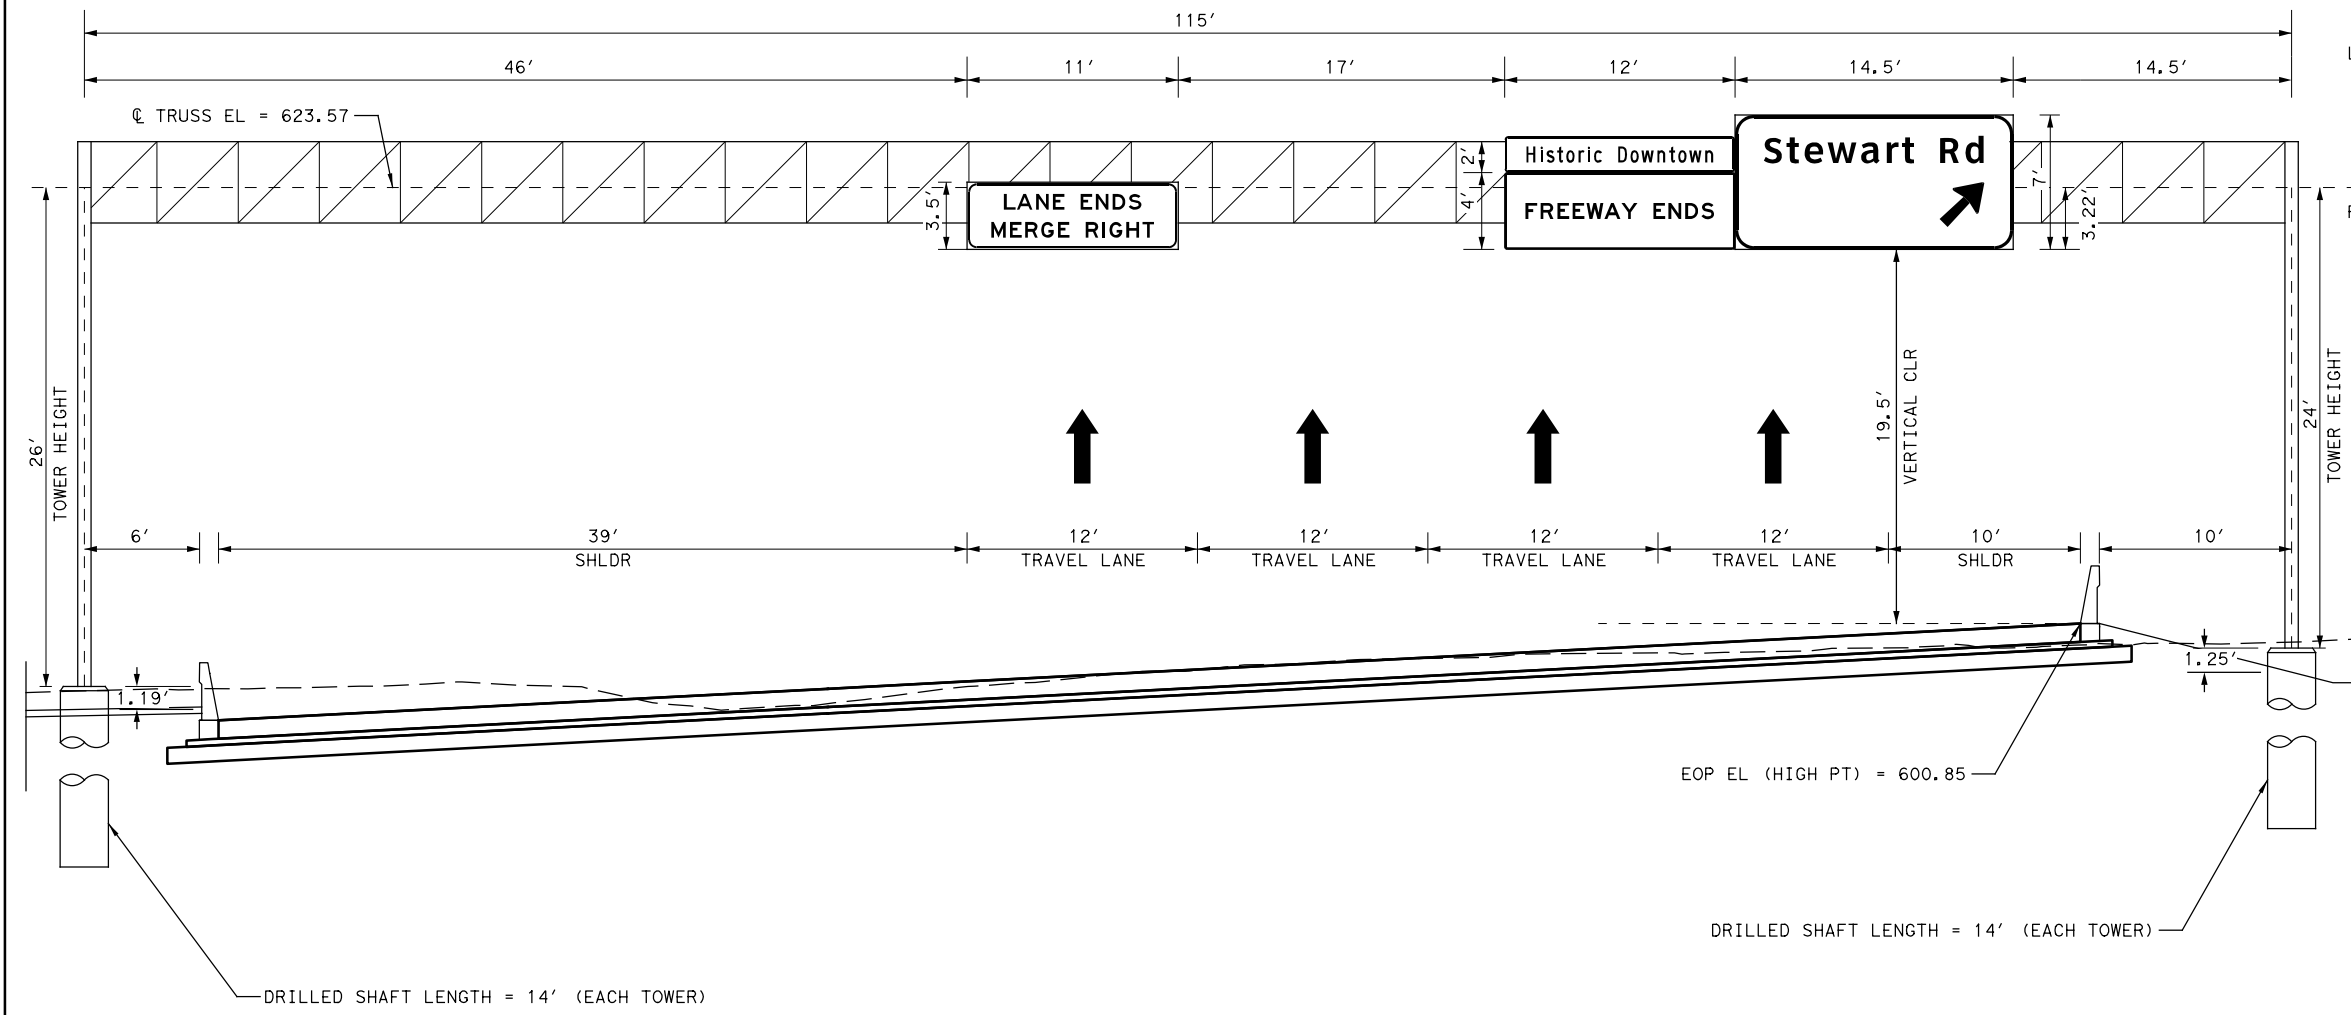 115'
46'
11'
17'
12'
14.5'
14.5'
℄ TRUSS EL = 623.57
Historic Downtown
FREEWAY ENDS
Stewart Rd
LANE ENDS
MERGE RIGHT
3.5'
2'
4'
7'
3.22'
26'
TOWER HEIGHT
19.5'
VERTICAL CLR
24'
TOWER HEIGHT
6'
39'
SHLDR
12'
TRAVEL LANE
12'
TRAVEL LANE
12'
TRAVEL LANE
12'
TRAVEL LANE
10'
SHLDR
10'
1.19'
1.25'
EOP EL (HIGH PT) = 600.85
DRILLED SHAFT LENGTH = 14' (EACH TOWER)
DRILLED SHAFT LENGTH = 14' (EACH TOWER)